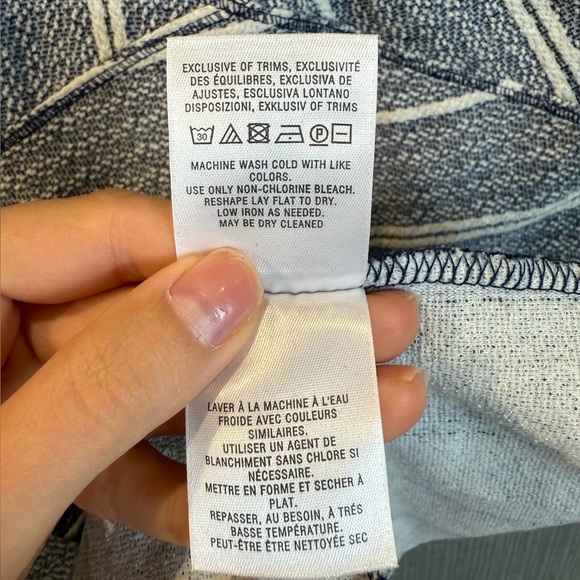 EXCLUSIVE OF TRIMS, EXCLUSIVITÉ
DES ÉQUILIBRES, EXCLUSIVA DE
AJUSTES, ESCLUSIVA LONTANO
DISPOSIZIONI, EXKLUSIV OF TRIMS
30 P
MACHINE WASH COLD WITH LIKE
COLORS.
USE ONLY NON-CHLORINE BLEACH.
RESHAPE LAY FLAT TO DRY.
LOW IRON AS NEEDED.
MAY BE DRY CLEANED
LAVER À LA MACHINE À L'EAU
FROIDE AVEC COULEURS
SIMILAIRES.
UTILISER UN AGENT DE
BLANCHIMENT SANS CHLORE SI
NÉCESSAIRE.
METTRE EN FORME ET SECHER À
PLAT.
REPASSER, AU BESOIN, À TRÉS
BASSE TEMPÉRATURE.
PEUT-ÊTRE ÊTRE NETTOYÉE SEC